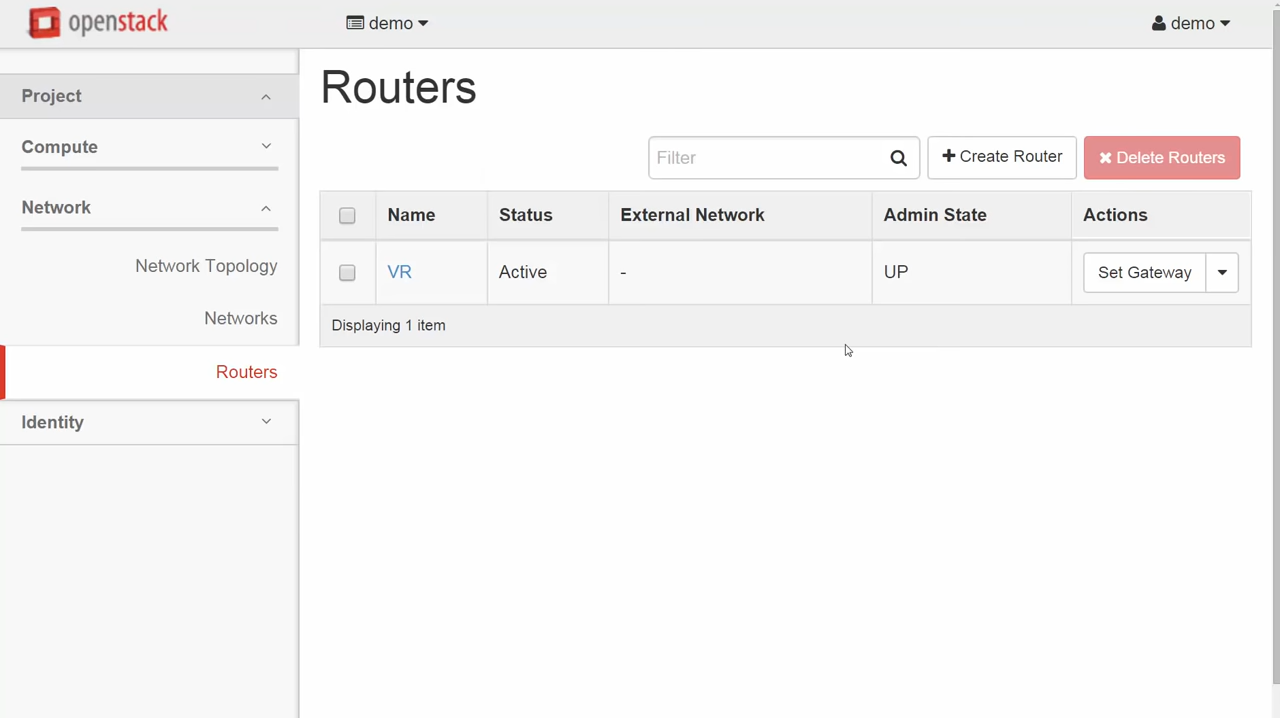 openstack
demo
demo
Project
Compute
Network
Network Topology
Networks
Routers
Identity
Routers
Filter
Create Router
Delete Routers
Name Status External Network Admin State Actions
VR Active - UP Set Gateway
Displaying 1 item